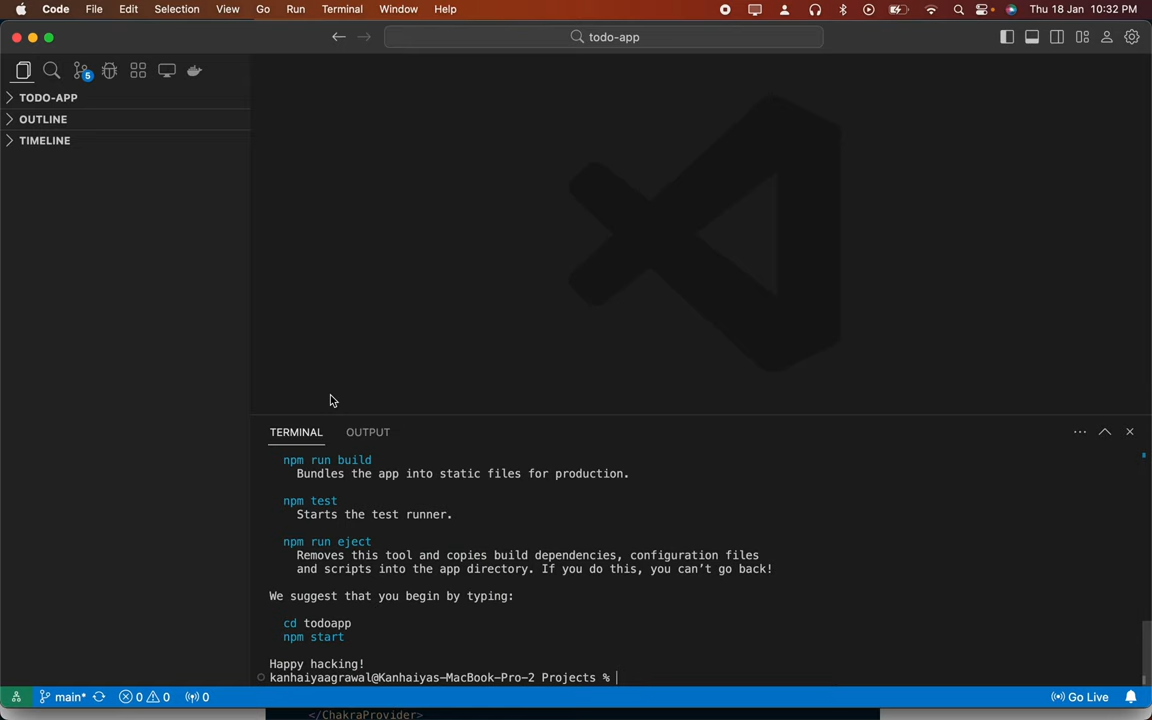 Code File Edit Selection View Go Run Terminal Window Help Thu 18 Jan 10:32 PM
todo-app
5
TODO-APP
OUTLINE
TIMELINE
TERMINAL OUTPUT
npm run build
Bundles the app into static files for production.
npm test
Starts the test runner.
npm run eject
Removes this tool and copies build dependencies, configuration files
and scripts into the app directory. If you do this, you can’t go back!
We suggest that you begin by typing:
cd todoapp
npm start
Happy hacking!
kanhaiyaagrawal@Kanhaiyas-MacBook-Pro-2 Projects %
main* 0 0 0 Go Live
</ChakraProvider>